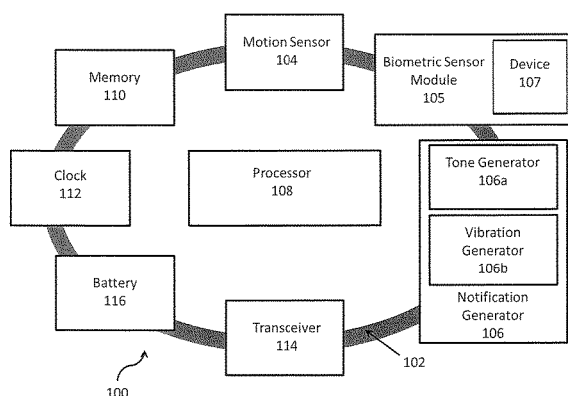 Motion Sensor
104
Memory
110
Biometric Sensor
Module
105
Device
107
Clock
112
Processor
108
Tone Generator
106a
Vibration
Generator
106b
Notification
Generator
106
Battery
116
Transceiver
114
102
100